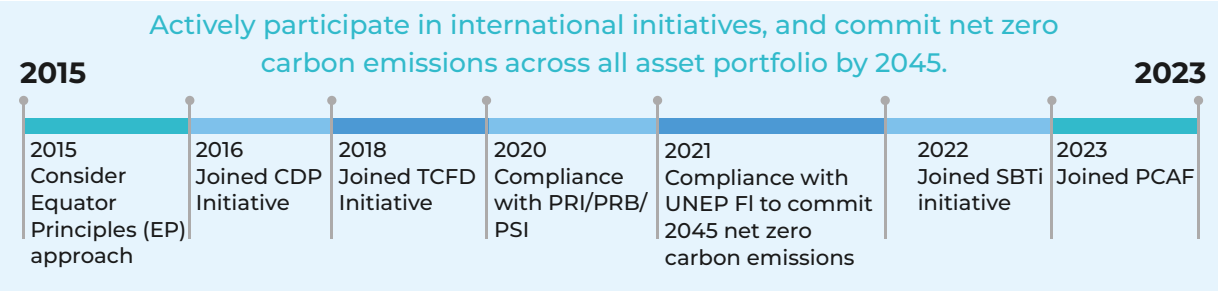 Actively participate in international initiatives, and commit net zero
carbon emissions across all asset portfolio by 2045.
2015
2023
2015
Consider
Equator
Principles (EP)
approach
2016
Joined CDP
Initiative
2018
Joined TCFD
Initiative
2020
Compliance
with PRI/PRB/
PSI
2021
Compliance with
UNEP FI to commit
2045 net zero
carbon emissions
2022
Joined SBTi
initiative
2023
Joined PCAF